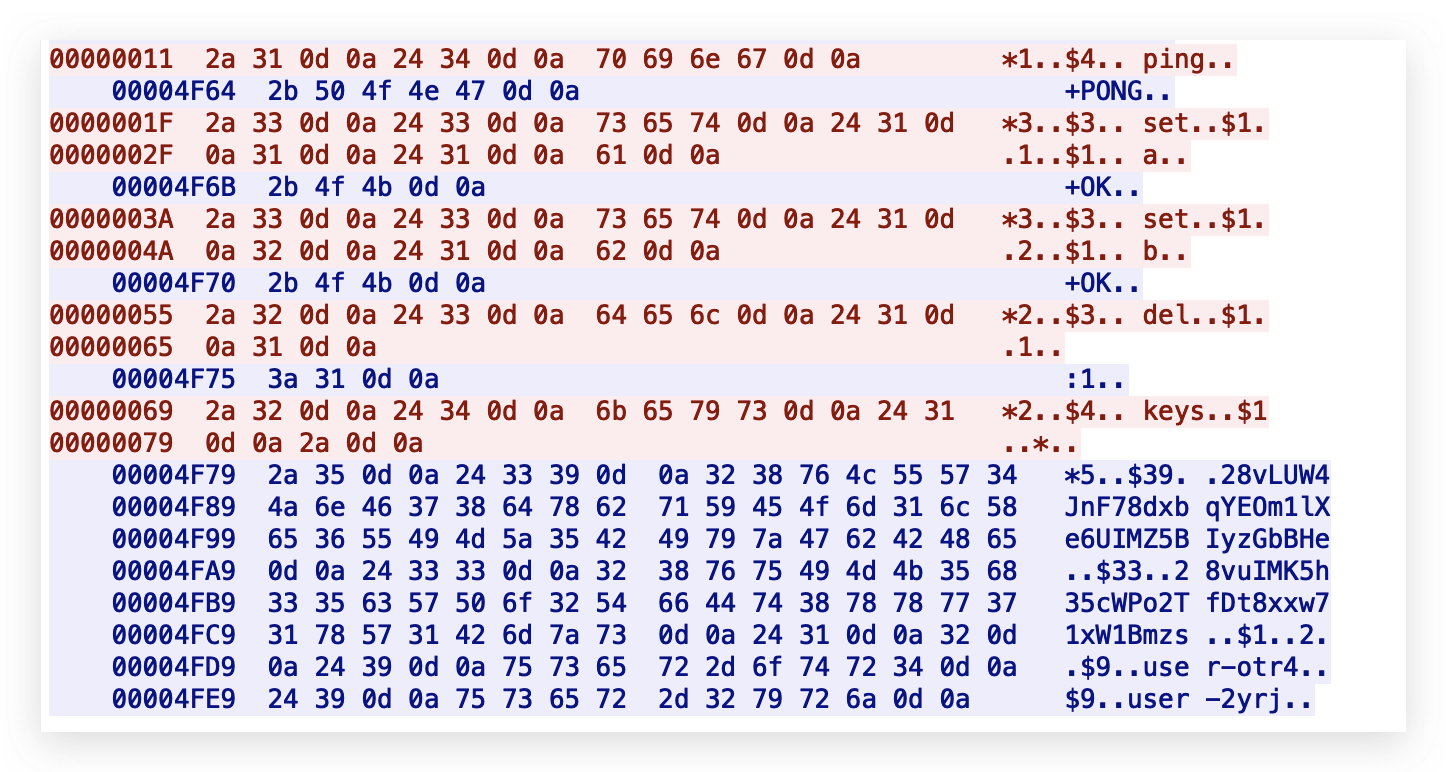 00000011  2a 31 0d 0a 24 34 0d 0a  70 69 6e 67 0d 0a         *1..$4.. ping..
    00004F64  2b 50 4f 4e 47 0d 0a                               +PONG..
0000001F  2a 33 0d 0a 24 33 0d 0a  73 65 74 0d 0a 24 31 0d   *3..$3.. set..$1.
0000002F  0a 31 0d 0a 24 31 0d 0a  61 0d 0a                  .1..$1.. a..
    00004F6B  2b 4f 4b 0d 0a                                     +OK..
0000003A  2a 33 0d 0a 24 33 0d 0a  73 65 74 0d 0a 24 31 0d   *3..$3.. set..$1.
0000004A  0a 32 0d 0a 24 31 0d 0a  62 0d 0a                  .2..$1.. b..
    00004F70  2b 4f 4b 0d 0a                                     +OK..
00000055  2a 32 0d 0a 24 33 0d 0a  64 65 6c 0d 0a 24 31 0d   *2..$3.. del..$1.
00000065  0a 31 0d 0a                                        .1..
    00004F75  3a 31 0d 0a                                        :1..
00000069  2a 32 0d 0a 24 34 0d 0a  6b 65 79 73 0d 0a 24 31   *2..$4.. keys..$1
00000079  0d 0a 2a 0d 0a                                     ..*..
    00004F79  2a 35 0d 0a 24 33 39 0d  0a 32 38 76 4c 55 57 34   *5..$39. .28vLUW4
    00004F89  4a 6e 46 37 38 64 78 62  71 59 45 4f 6d 31 6c 58   JnF78dxb qYEOm1lX
    00004F99  65 36 55 49 4d 5a 35 42  49 79 7a 47 62 42 48 65   e6UIMZ5B IyzGbBHe
    00004FA9  0d 0a 24 33 33 0d 0a 32  38 76 75 49 4d 4b 35 68   ..$33..2 8vuIMK5h
    00004FB9  33 35 63 57 50 6f 32 54  66 44 74 38 78 78 77 37   35cWPo2T fDt8xxw7
    00004FC9  31 78 57 31 42 6d 7a 73  0d 0a 24 31 0d 0a 32 0d   1xW1Bmzs ..$1..2.
    00004FD9  0a 24 39 0d 0a 75 73 65  72 2d 6f 74 72 34 0d 0a   .$9..use r-otr4..
    00004FE9  24 39 0d 0a 75 73 65 72  2d 32 79 72 6a 0d 0a      $9..user -2yrj..